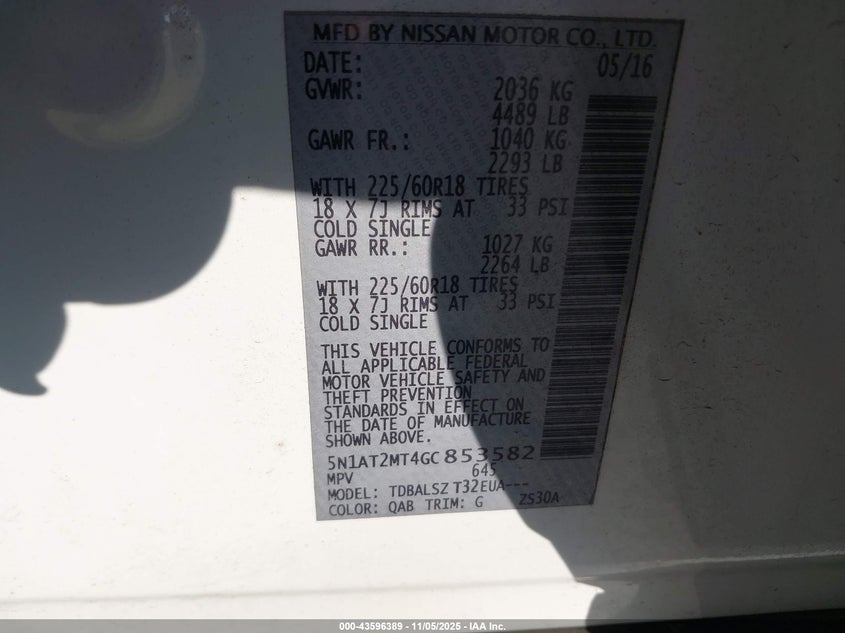 MFD BY NISSAN MOTOR CO., LTD.
DATE: 05/16
GVWR: 2036 KG
4489 LB
GAWR FR.: 1040 KG
2293 LB
WITH 225/60R18 TIRES
18 X 7J RIMS AT 33 PSI
COLD SINGLE
GAWR RR.: 1027 KG
2264 LB
WITH 225/60R18 TIRES
18 X 7J RIMS AT 33 PSI
COLD SINGLE
THIS VEHICLE CONFORMS TO
ALL APPLICABLE FEDERAL
MOTOR VEHICLE SAFETY AND
THEFT PREVENTION
STANDARDS IN EFFECT ON
THE DATE OF MANUFACTURE
SHOWN ABOVE.
5N1AT2MT4GC853582
MPV 645
MODEL: TDBALSZ T32EUA---
COLOR: QAB TRIM: G ZS30A
000-43596389 - 11/05/2025 - IAA Inc.